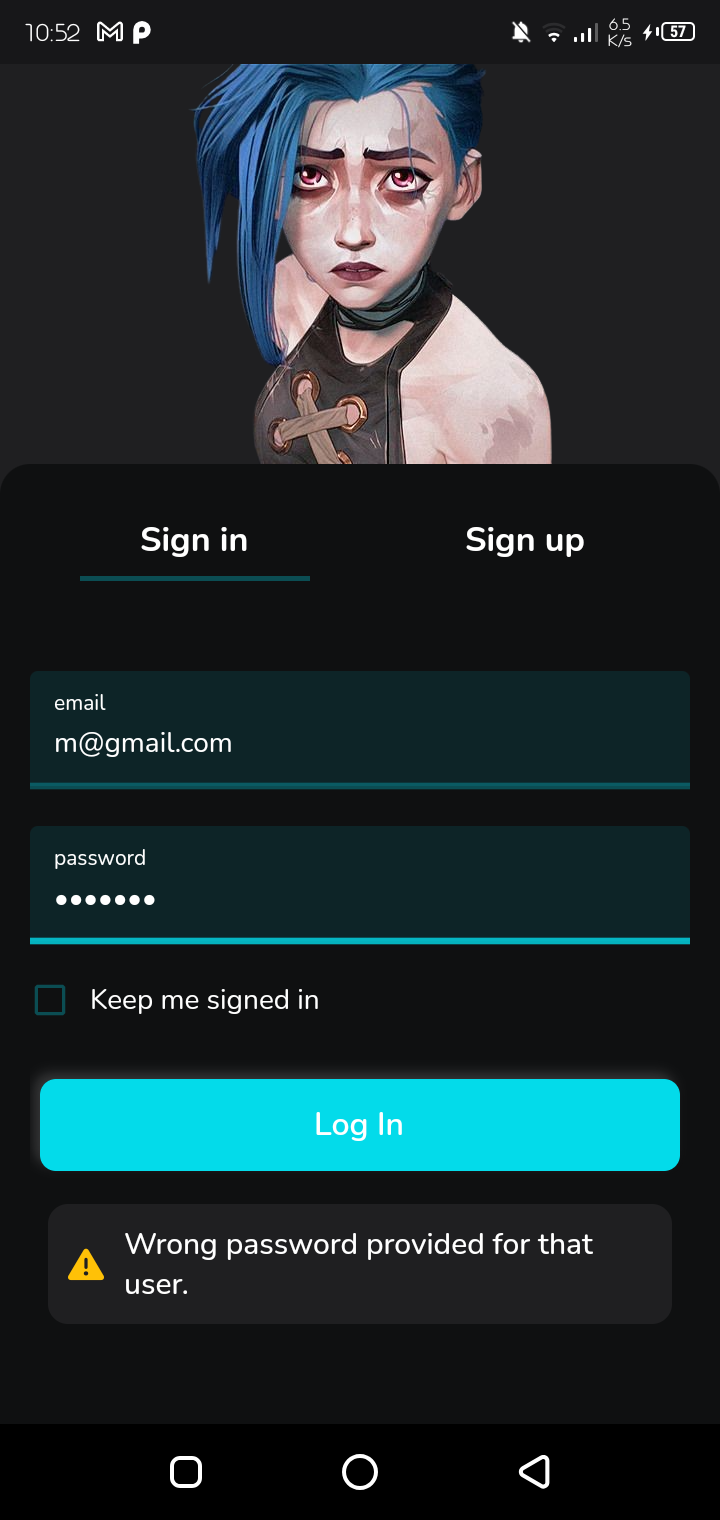 10:52
6.5
K/s
57
Sign in
Sign up
email
m@gmail.com
password
•••••••
Keep me signed in
Log In
Wrong password provided for that
user.